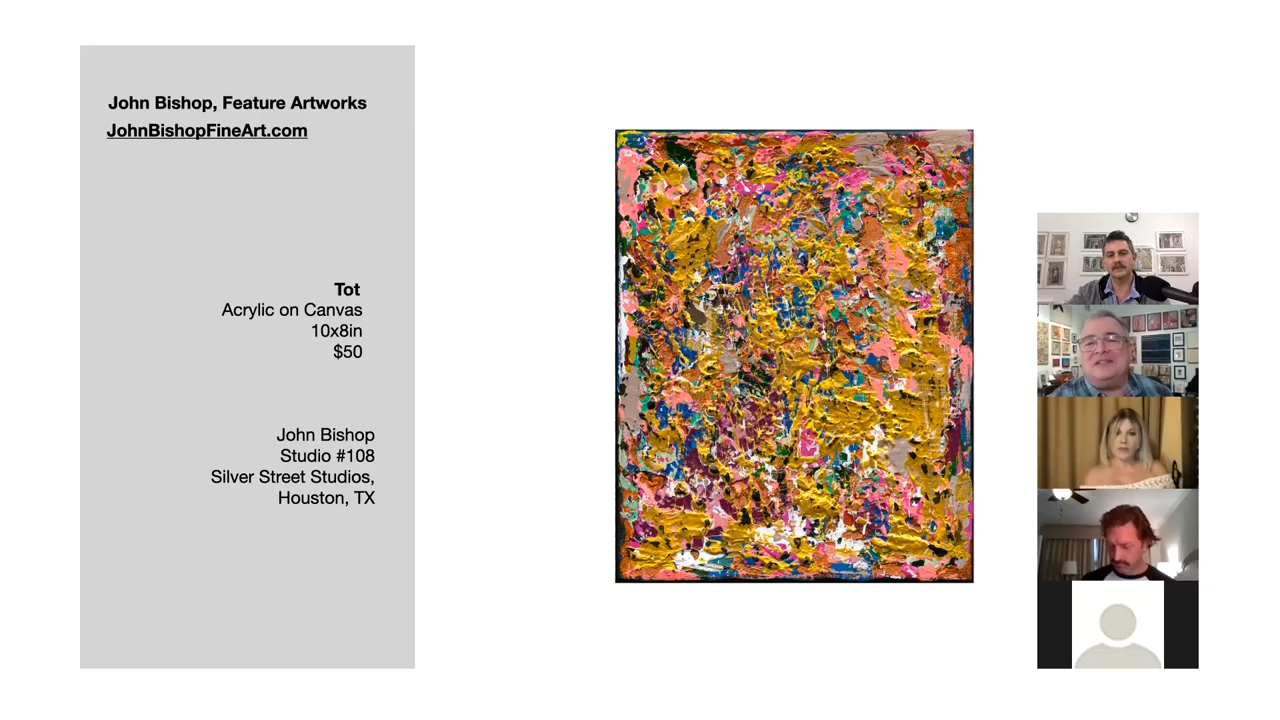 John Bishop, Feature Artworks
JohnBishopFineArt.com
Tot
Acrylic on Canvas
10x8in
$50
John Bishop
Studio #108
Silver Street Studios,
Houston, TX